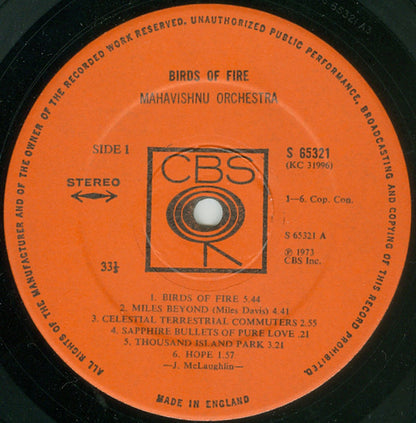 ALL RIGHTS OF THE MANUFACTURER AND OF THE OWNER OF THE RECORDED WORK RESERVED. UNAUTHORIZED PUBLIC PERFORMANCE, BROADCASTING AND COPYING OF THIS RECORD PROHIBITED.
65321 A3
BIRDS OF FIRE
MAHAVISHNU ORCHESTRA
SIDE 1
CBS
S 65321
(KC 31996)
STEREO
1—6. Cop. Con.
S 65321 A
33⅓
℗ 1973
CBS Inc.
1. BIRDS OF FIRE 5.44
2. MILES BEYOND (Miles Davis) 4.41
3. CELESTIAL TERRESTRIAL COMMUTERS 2.55
4. SAPPHIRE BULLETS OF PURE LOVE .21
5. THOUSAND ISLAND PARK 3.21
6. HOPE 1.57
—J. McLaughlin—
MADE IN ENGLAND